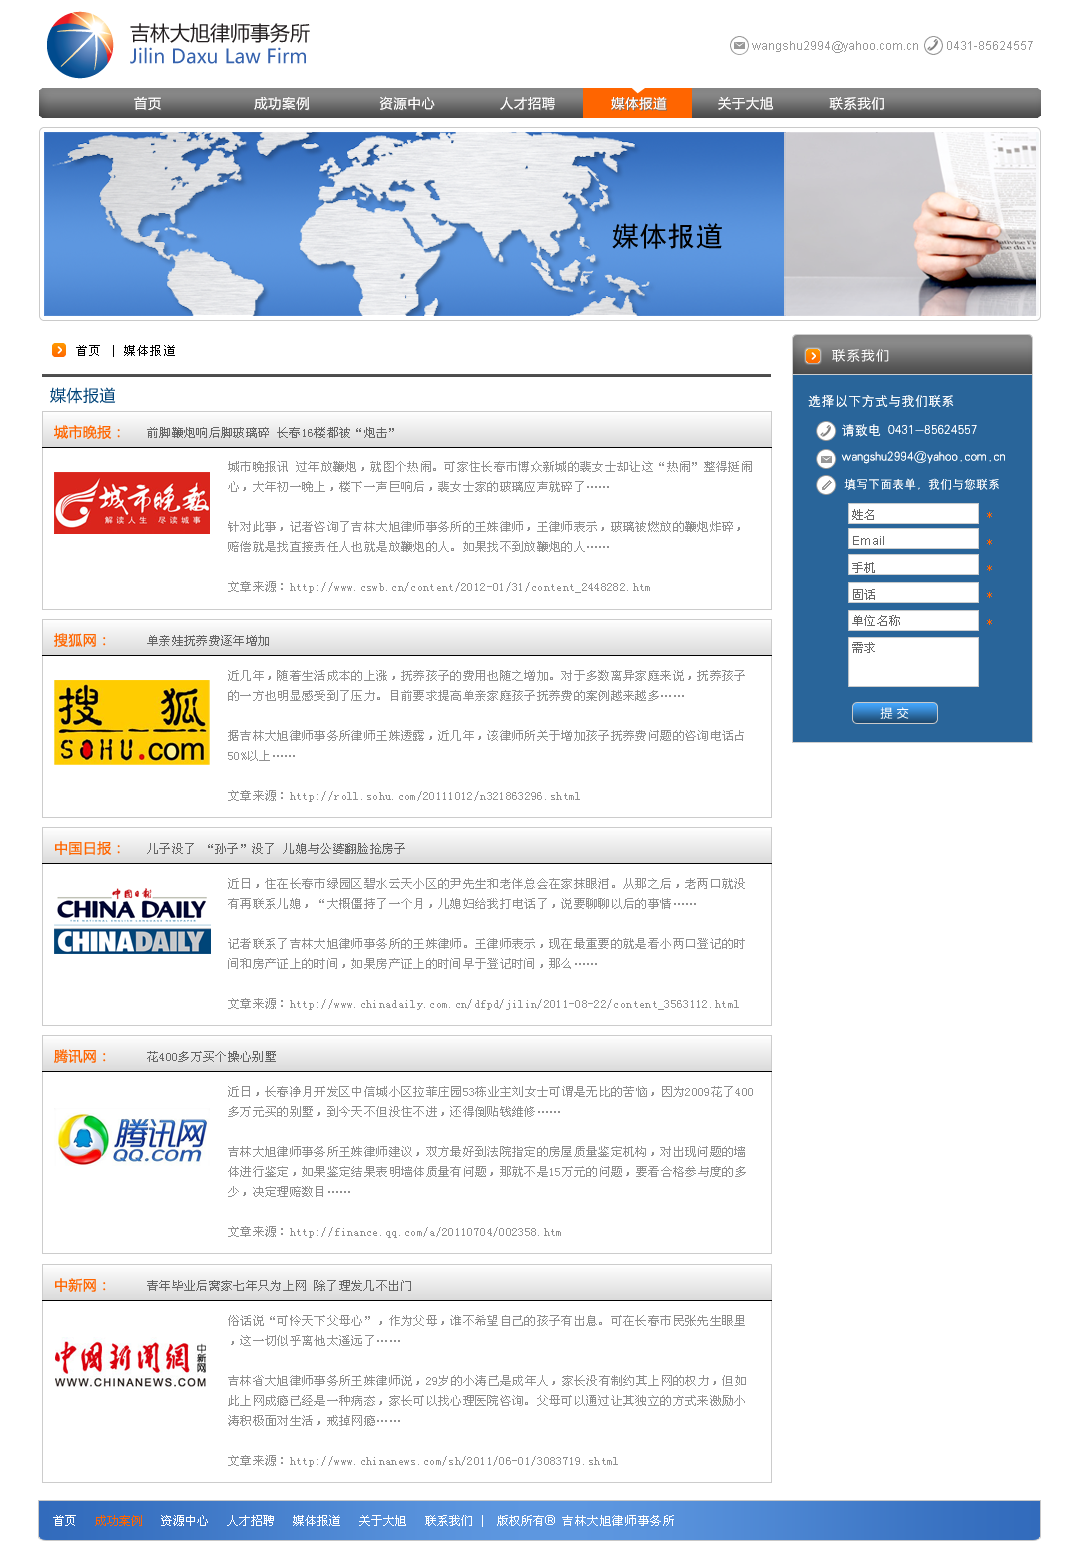 吉林大旭律师事务所
Jilin Daxu Law Firm
wangshu2994@yahoo.com.cn 0431-85624557
首页 成功案例 资源中心 人才招聘 媒体报道 关于大旭 联系我们
媒体报道
首页 | 媒体报道
媒体报道
城市晚报： 前脚鞭炮响后脚玻璃碎 长春16楼都被“炮击”
城市晚报
解读人生 尽读城事
城市晚报讯 过年放鞭炮，就图个热闹。可家住长春市博众新城的裴女士却让这“热闹”整得挺闹
心，大年初一晚上，楼下一声巨响后，裴女士家的玻璃应声就碎了……
针对此事，记者咨询了吉林大旭律师事务所的王姝律师，王律师表示，玻璃被燃放的鞭炮炸碎，
赔偿就是找直接责任人也就是放鞭炮的人。如果找不到放鞭炮的人……
文章来源：http://www.cswb.cn/content/2012-01/31/content_2448282.htm
搜狐网： 单亲娃抚养费逐年增加
搜狐
SOHU.com
近几年，随着生活成本的上涨，抚养孩子的费用也随之增加。对于多数离异家庭来说，抚养孩子
的一方也明显感受到了压力。目前要求提高单亲家庭孩子抚养费的案例越来越多……
据吉林大旭律师事务所律师王姝透露，近几年，该律师所关于增加孩子抚养费问题的咨询电话占
50%以上……
文章来源：http://roll.sohu.com/20111012/n321863296.shtml
中国日报： 儿子没了 “孙子”没了 儿媳与公婆翻脸抢房子
中国日报
CHINA DAILY
CHINADAILY
近日，住在长春市绿园区碧水云天小区的尹先生和老伴总会在家抹眼泪。从那之后，老两口就没
有再联系儿媳，“大概僵持了一个月，儿媳妇给我打电话了，说要聊聊以后的事情……
记者联系了吉林大旭律师事务所的王姝律师。王律师表示，现在最重要的就是看小两口登记的时
间和房产证上的时间，如果房产证上的时间早于登记时间，那么……
文章来源：http://www.chinadaily.com.cn/dfpd/jilin/2011-08-22/content_3563112.html
腾讯网： 花400多万买个操心别墅
腾讯网
QQ.com
近日，长春净月开发区中信城小区拉菲庄园53栋业主刘女士可谓是无比的苦恼，因为2009花了400
多万元买的别墅，到今天不但没住不进，还得倒贴钱维修……
吉林大旭律师事务所王姝律师建议，双方最好到法院指定的房屋质量鉴定机构，对出现问题的墙
体进行鉴定，如果鉴定结果表明墙体质量有问题，那就不是15万元的问题，要看合格参与度的多
少，决定理赔数目……
文章来源：http://finance.qq.com/a/20110704/002358.htm
中新网： 青年毕业后窝家七年只为上网 除了理发几不出门
中国新闻網 中新网
WWW.CHINANEWS.COM
俗话说“可怜天下父母心”，作为父母，谁不希望自己的孩子有出息。可在长春市民张先生眼里
，这一切似乎离他太遥远了……
吉林省大旭律师事务所王姝律师说，29岁的小涛已是成年人，家长没有制约其上网的权力，但如
此上网成瘾已经是一种病态，家长可以找心理医院咨询。父母可以通过让其独立的方式来激励小
涛积极面对生活，戒掉网瘾……
文章来源：http://www.chinanews.com/sh/2011/06-01/3083719.shtml
联系我们
选择以下方式与我们联系
请致电 0431-85624557
wangshu2994@yahoo.com.cn
填写下面表单，我们与您联系
姓名 *
Email *
手机 *
固话 *
单位名称 *
需求
提 交
首页 成功案例 资源中心 人才招聘 媒体报道 关于大旭 联系我们 | 版权所有® 吉林大旭律师事务所